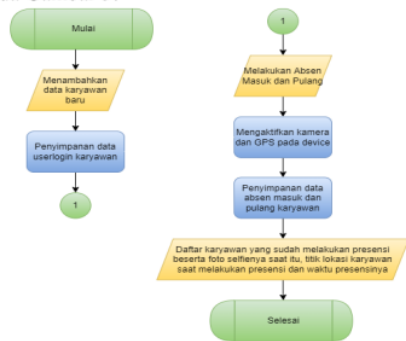 Mulai
Menambahkan
data karyawan
baru
Penyimpanan data
userlogin karyawan
1
1
Melakukan Absen
Masuk dan Pulang
Mengaktifkan kamera
dan GPS pada device
Penyimpanan data
absen masuk dan
pulang karyawan
Daftar karyawan yang sudah melakukan presensi
beserta foto selfienya saat itu, titik lokasi karyawan
saat melakukan presensi dan waktu presensinya
Selesai